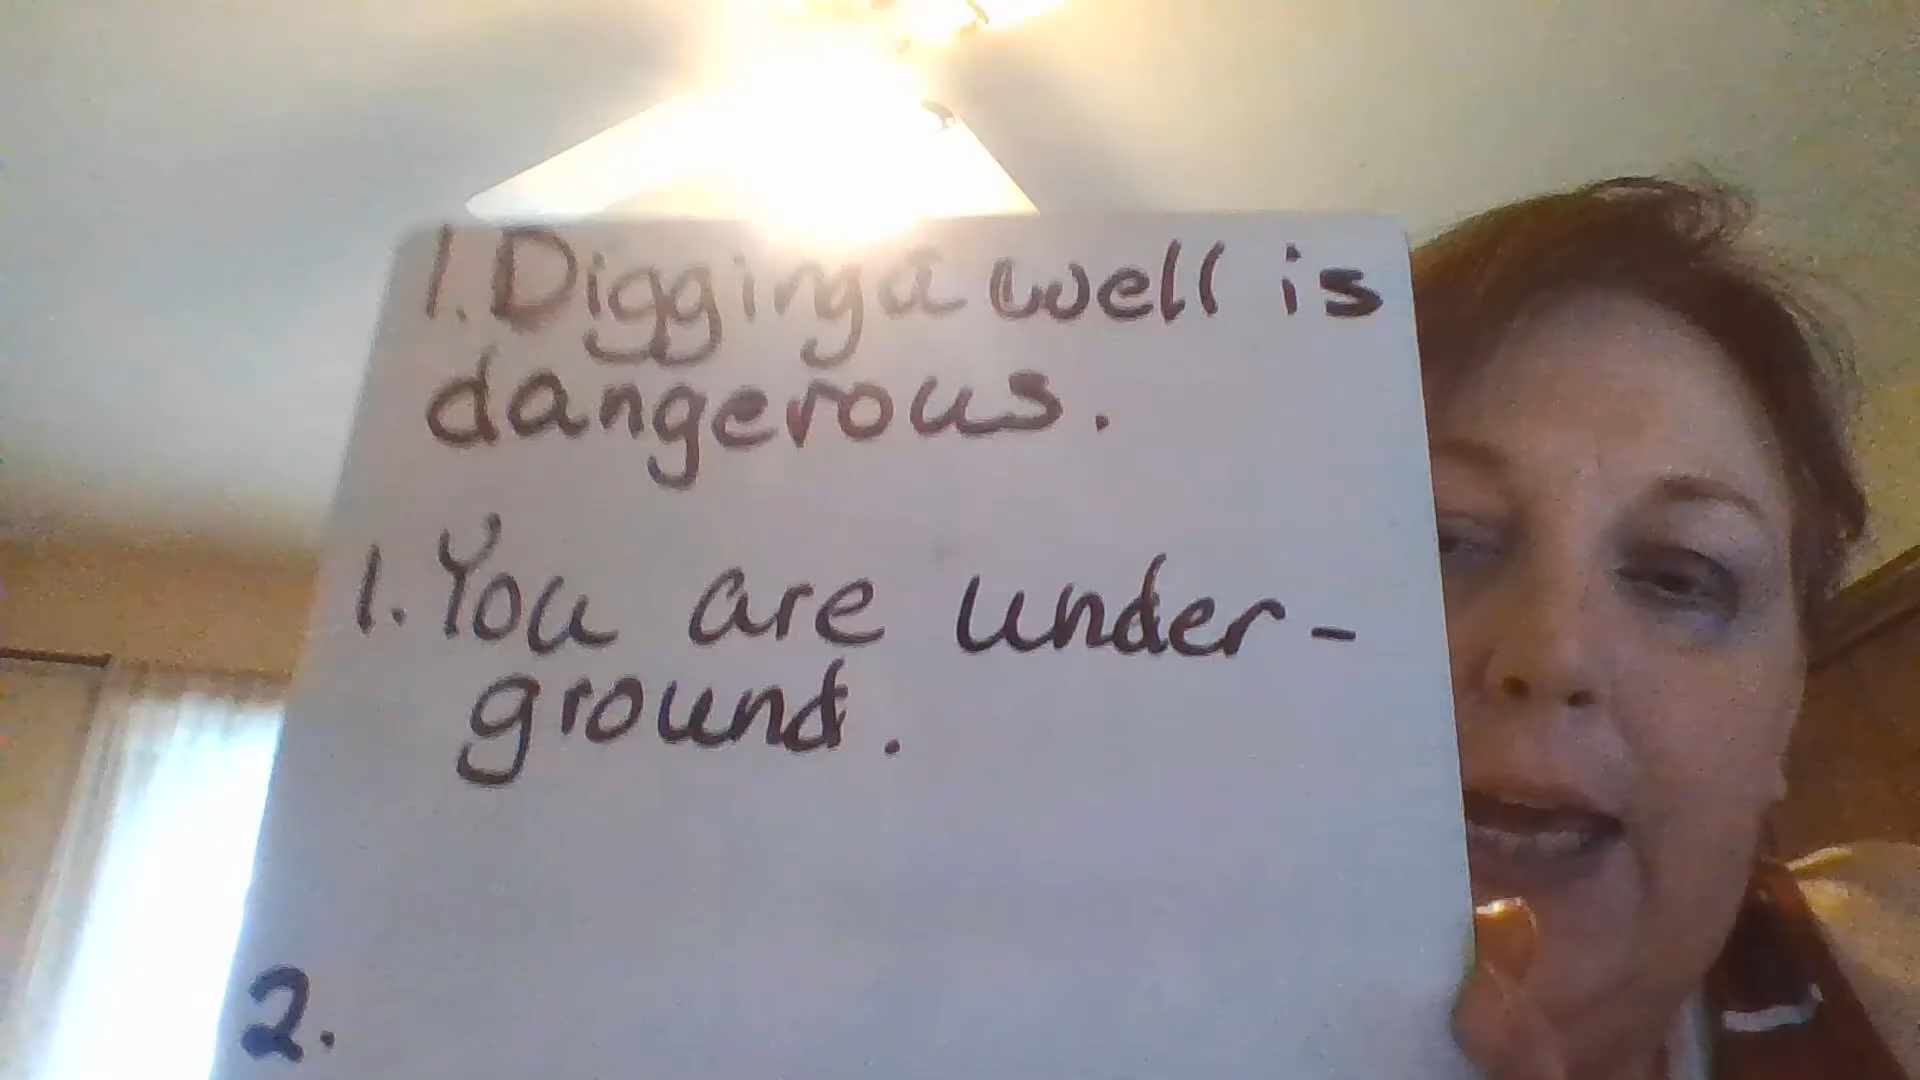 1. Digging a well is
dangerous.
1. You are under-
ground.
2.